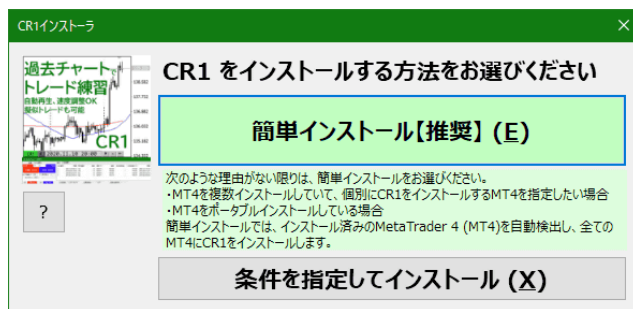 CR1インストーラ
過去チャートで
トレード練習
自動再生、速度調整OK
擬似トレードも可能
CR1
CR1 をインストールする方法をお選びください
簡単インストール【推奨】 (E)
次のような理由がない限りは、簡単インストールをお選びください。
・MT4を複数インストールしていて、個別にCR1をインストールするMT4を指定したい場合
・MT4をポータブルインストールしている場合
簡単インストールでは、インストール済みのMetaTrader 4 (MT4)を自動検出し、全ての
MT4にCR1をインストールします。
?
条件を指定してインストール (X)